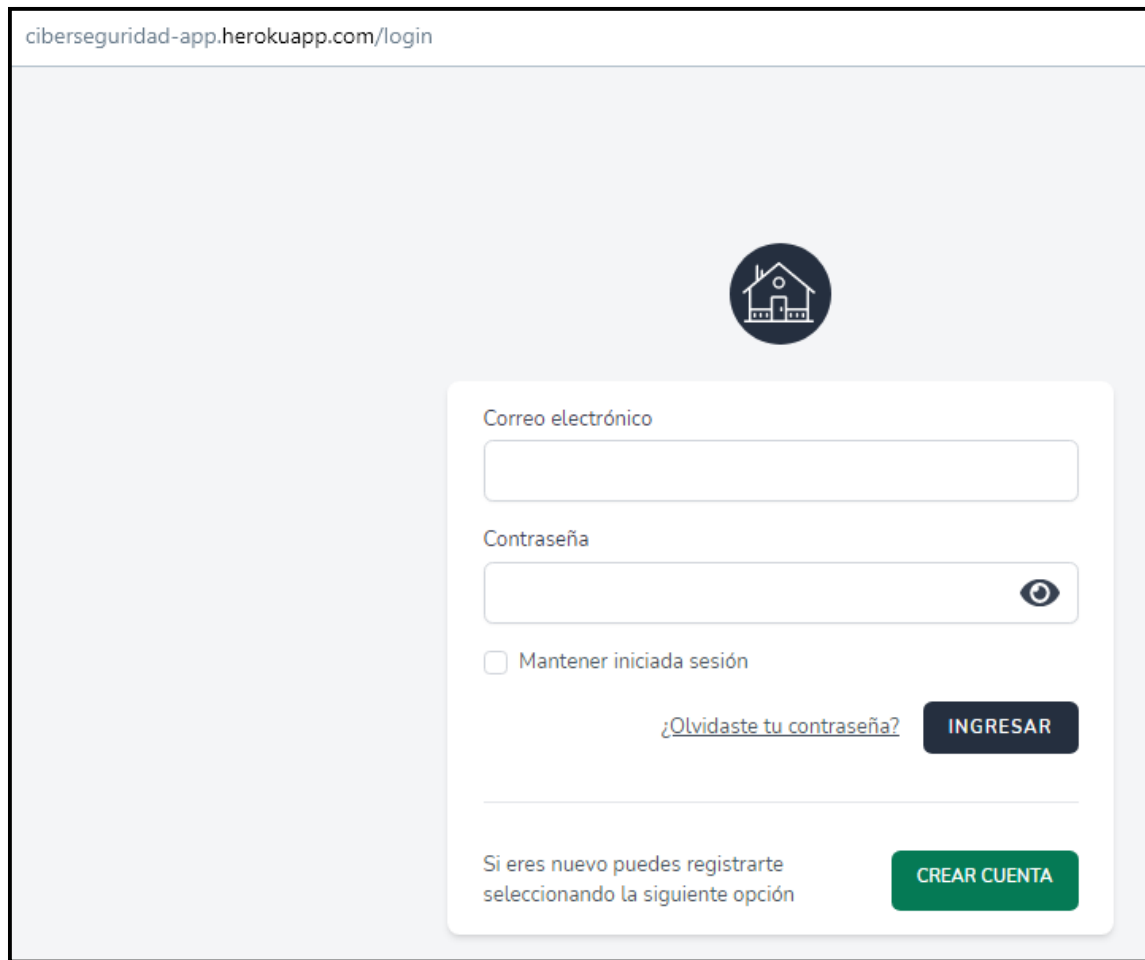 ciberseguridad-app.herokuapp.com/login
Correo electrónico
Contraseña
Mantener iniciada sesión
¿Olvidaste tu contraseña?
INGRESAR
Si eres nuevo puedes registrarte
seleccionando la siguiente opción
CREAR CUENTA